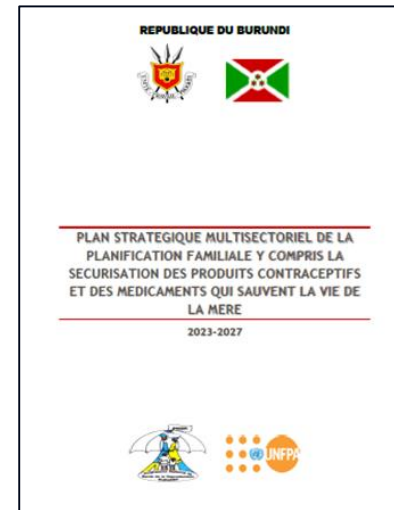 REPUBLIQUE DU BURUNDI
PLAN STRATEGIQUE MULTISECTORIEL DE LA
PLANIFICATION FAMILIALE Y COMPRIS LA
SECURISATION DES PRODUITS CONTRACEPTIFS
ET DES MEDICAMENTS QUI SAUVENT LA VIE DE
LA MERE
2023-2027
UNFPA